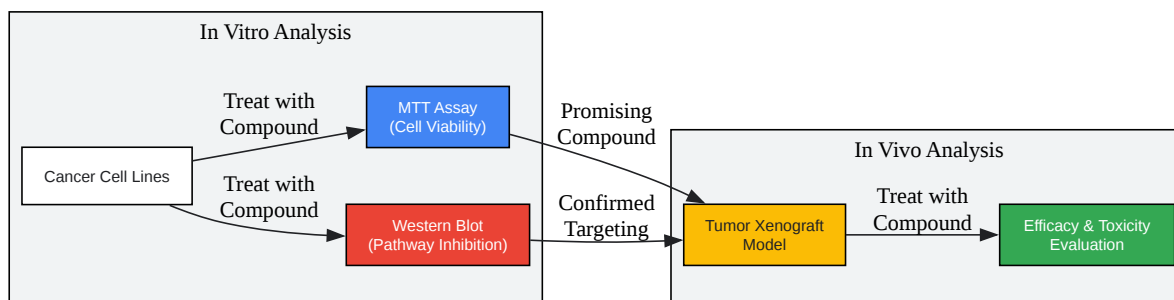 In Vitro Analysis
Treat with
Compound
MTT Assay
(Cell Viability)
Promising
Compound
Cancer Cell Lines
Treat with
Compound
Western Blot
(Pathway Inhibition)
Confirmed
Targeting
In Vivo Analysis
Tumor Xenograft
Model
Treat with
Compound
Efficacy & Toxicity
Evaluation